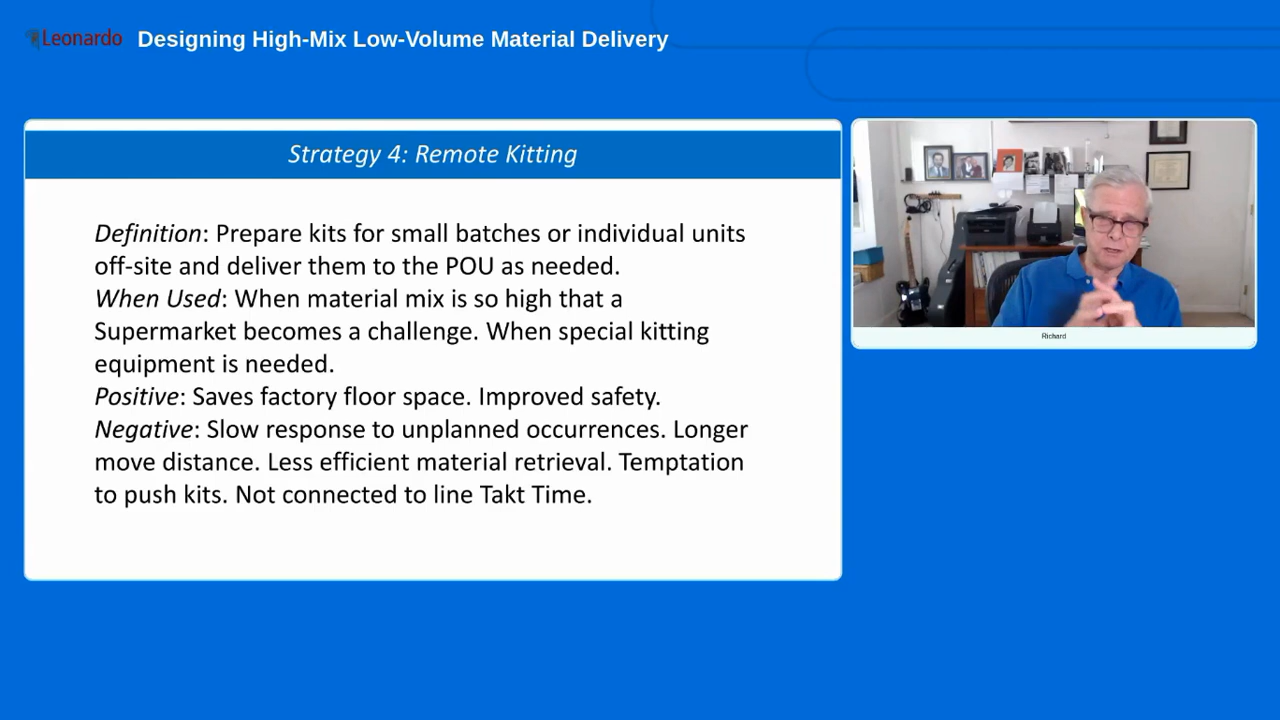 Leonardo
Designing High-Mix Low-Volume Material Delivery
Strategy 4: Remote Kitting
Definition: Prepare kits for small batches or individual units
off-site and deliver them to the POU as needed.
When Used: When material mix is so high that a
Supermarket becomes a challenge. When special kitting
equipment is needed.
Positive: Saves factory floor space. Improved safety.
Negative: Slow response to unplanned occurrences. Longer
move distance. Less efficient material retrieval. Temptation
to push kits. Not connected to line Takt Time.
Richard